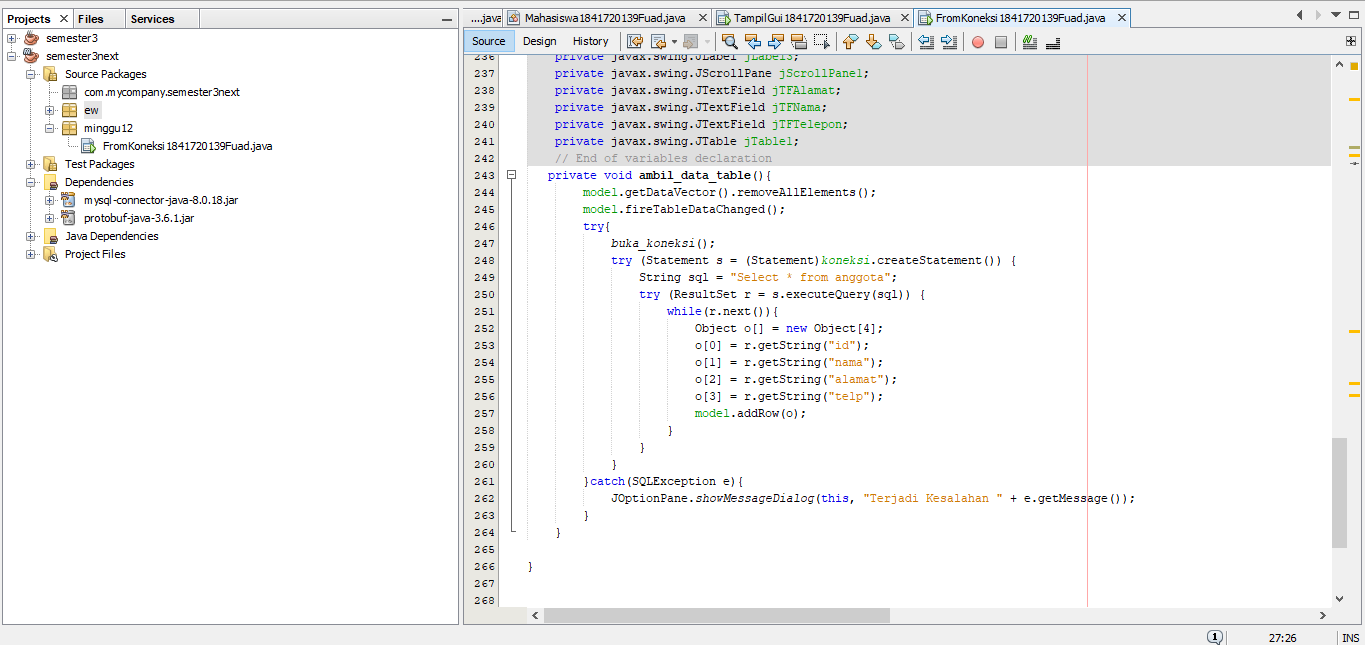 Projects Files Services
semester3
semester3next
Source Packages
com.mycompany.semester3next
ew
minggu12
FromKoneksi1841720139Fuad.java
Test Packages
Dependencies
mysql-connector-java-8.0.18.jar
protobuf-java-3.6.1.jar
Java Dependencies
Project Files
....java Mahasiswa1841720139Fuad.java TampilGui1841720139Fuad.java FromKoneksi1841720139Fuad.java
Source Design History
236 private javax.swing.JLabel jLabel3;
237 private javax.swing.JScrollPane jScrollPane1;
238 private javax.swing.JTextField jTFAlamat;
239 private javax.swing.JTextField jTFNama;
240 private javax.swing.JTextField jTFTelepon;
241 private javax.swing.JTable jTable1;
242 // End of variables declaration
243 private void ambil_data_table(){
244 model.getDataVector().removeAllElements();
245 model.fireTableDataChanged();
246 try{
247 buka_koneksi();
248 try (Statement s = (Statement)koneksi.createStatement()) {
249 String sql = "Select * from anggota";
250 try (ResultSet r = s.executeQuery(sql)) {
251 while(r.next()){
252 Object o[] = new Object[4];
253 o[0] = r.getString("id");
254 o[1] = r.getString("nama");
255 o[2] = r.getString("alamat");
256 o[3] = r.getString("telp");
257 model.addRow(o);
258 }
259 }
260 }
261 }catch(SQLException e){
262 JOptionPane.showMessageDialog(this, "Terjadi Kesalahan " + e.getMessage());
263 }
264 }
265
266 }
267
268
1 27:26 INS